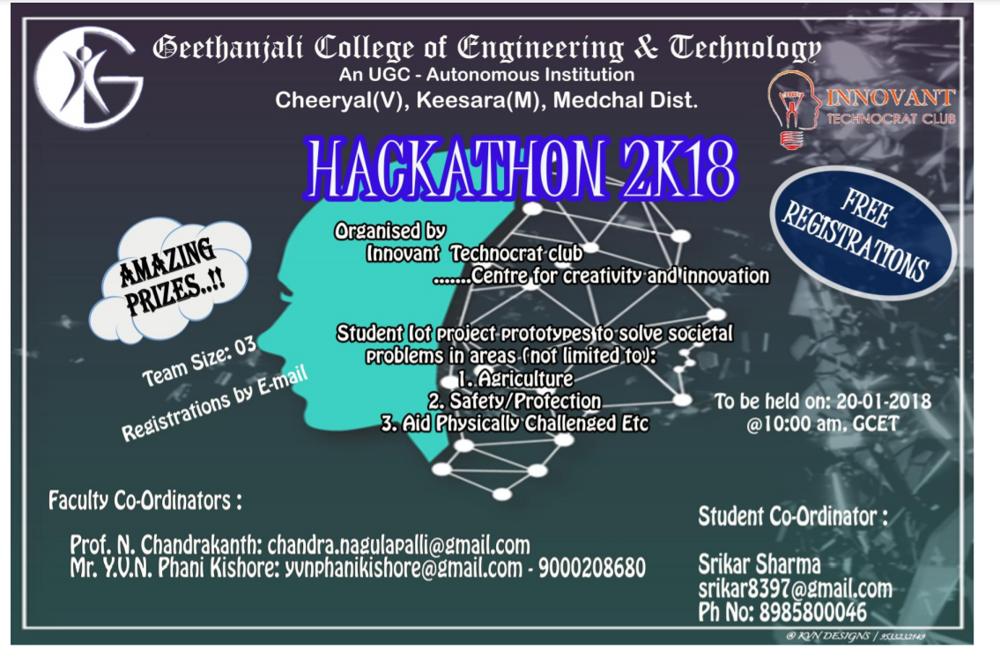 Geethanjali College of Engineering & Technology
An UGC - Autonomous Institution
Cheeryal(V), Keesara(M), Medchal Dist.
INNOVANT
TECHNOCRAT CLUB
HACKATHON 2K18
FREE
REGISTRATIONS
AMAZING
PRIZES..!!
Organised by
Innovant Technocrat club
.......Centre for creativity and innovation
Team Size: 03
Registrations by E-mail
Student Iot project prototypes to solve societal
problems in areas (not limited to):
1. Agriculture
2. Safety/Protection
3. Aid Physically Challenged Etc
To be held on: 20-01-2018
@10:00 am, GCET
Faculty Co-Ordinators :
Prof. N. Chandrakanth: chandra.nagulapalli@gmail.com
Mr. Y.V.N. Phani Kishore: yvnphanikishore@gmail.com - 9000208680
Student Co-Ordinator :
Srikar Sharma
srikar8397@gmail.com
Ph No: 8985800046
@ KVN DESIGNS / 9533232149